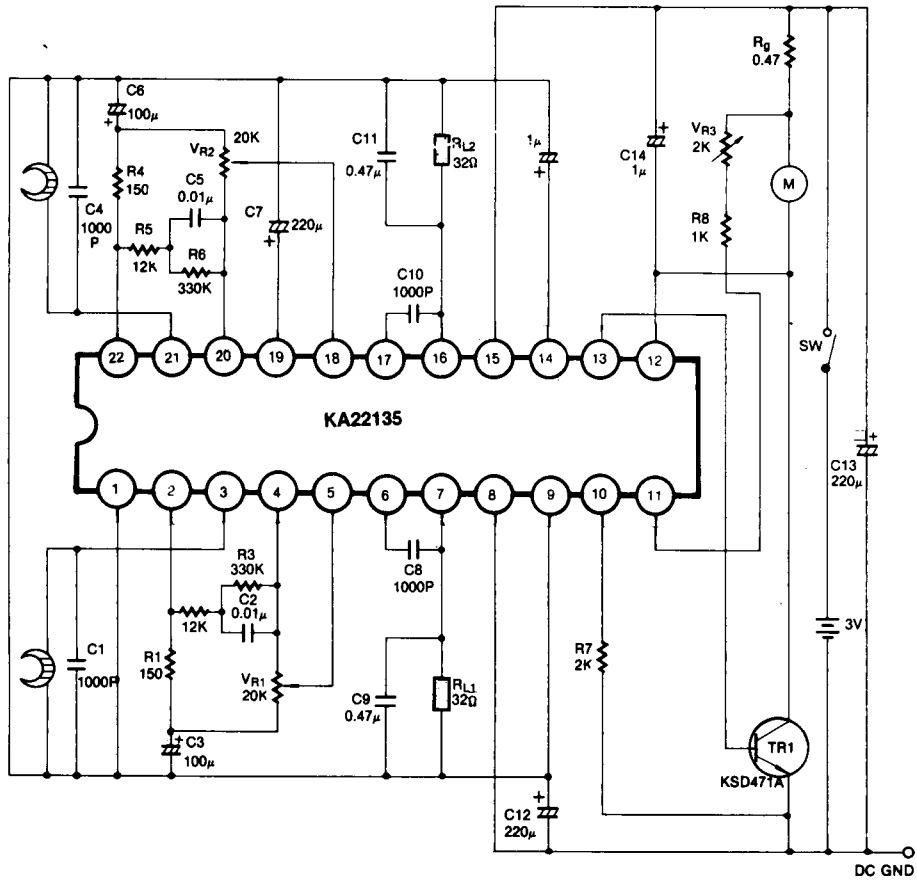 Rg
0.47
C6
100μ
+
20K
VR2
C11
0.47μ
RL2
32Ω
1μ
+
C14
1μ
+
VR3
2K
M
R4
150
C5
0.01μ
C7
220μ
+
C4
1000
P
R5
12K
R6
330K
R8
1K
C10
1000P
SW
22
21
20
19
18
17
16
15
14
13
12
KA22135
C13
220μ
+
1
2
3
4
5
6
7
8
9
10
11
R3
330K
C2
0.01μ
12K
C8
1000P
3V
C1
1000P
R1
150
VR1
20K
C9
0.47μ
RL1
32Ω
R7
2K
TR1
KSD471A
C3
100μ
+
C12
220μ
+
DC GND